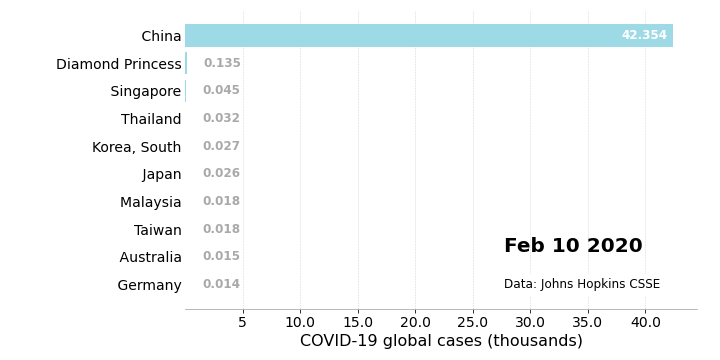 China 42.354
Diamond Princess 0.135
Singapore 0.045
Thailand 0.032
Korea, South 0.027
Japan 0.026
Malaysia 0.018
Taiwan 0.018
Australia 0.015
Germany 0.014
Feb 10 2020
Data: Johns Hopkins CSSE
5 10.0 15.0 20.0 25.0 30.0 35.0 40.0
COVID-19 global cases (thousands)